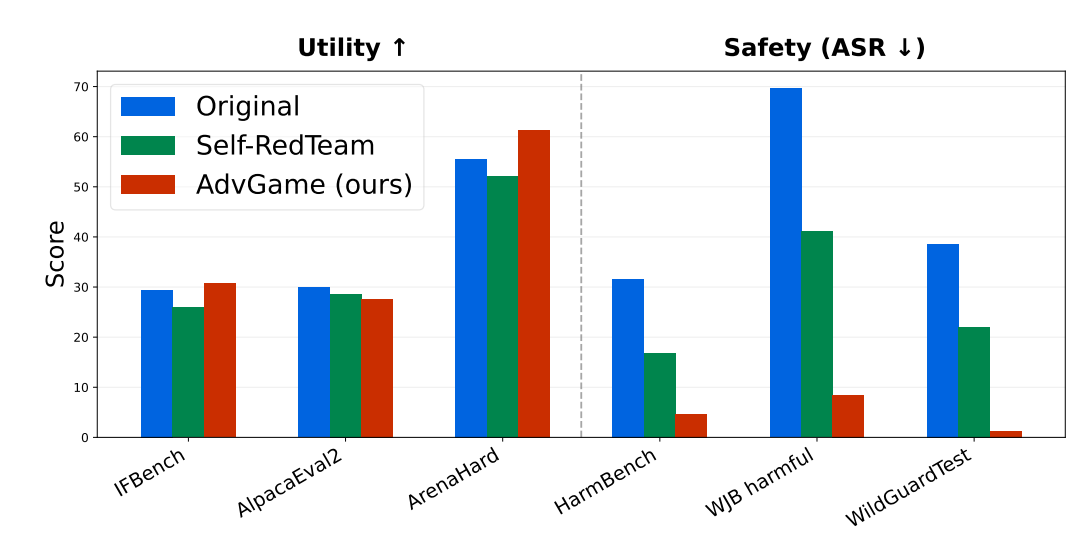 Utility ↑
Safety (ASR ↓)
Original
Self-RedTeam
AdvGame (ours)
Score
70
60
50
40
30
20
10
0
IFBench
AlpacaEval2
ArenaHard
HarmBench
WJB harmful
WildGuardTest